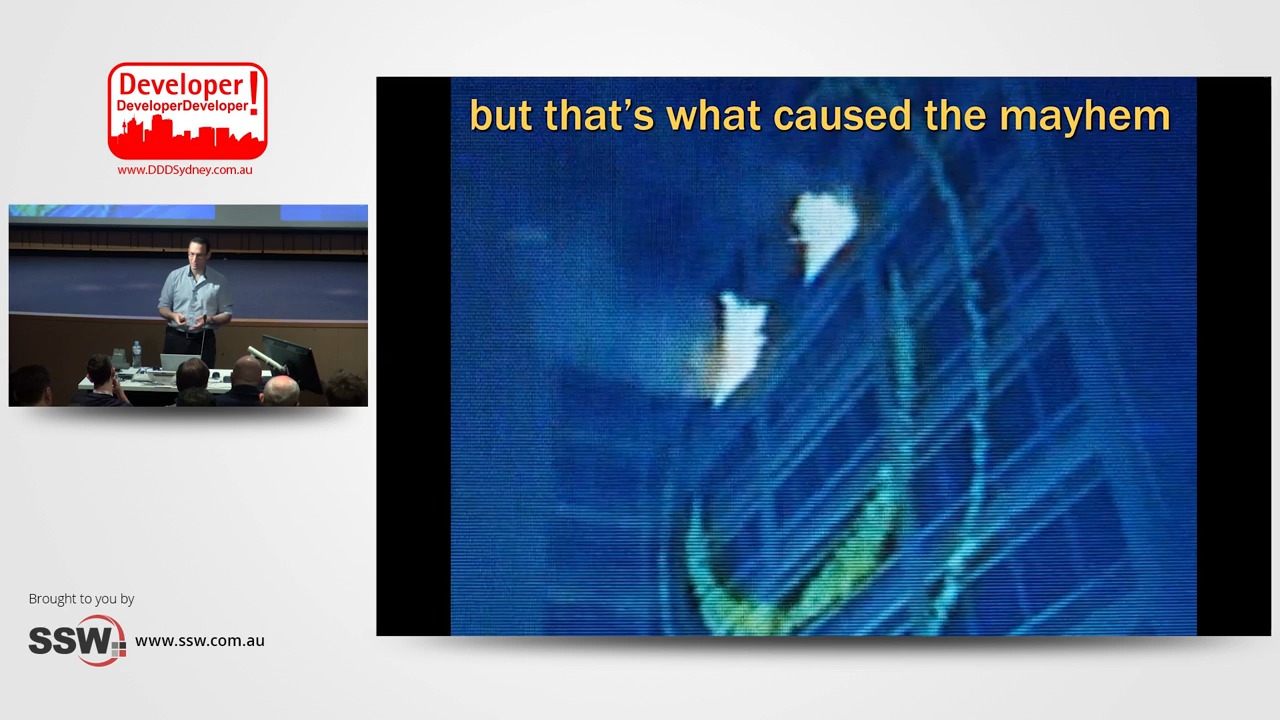 Developer!
DeveloperDeveloper
www.DDDSydney.com.au
but that's what caused the mayhem
Brought to you by
SSW
www.ssw.com.au